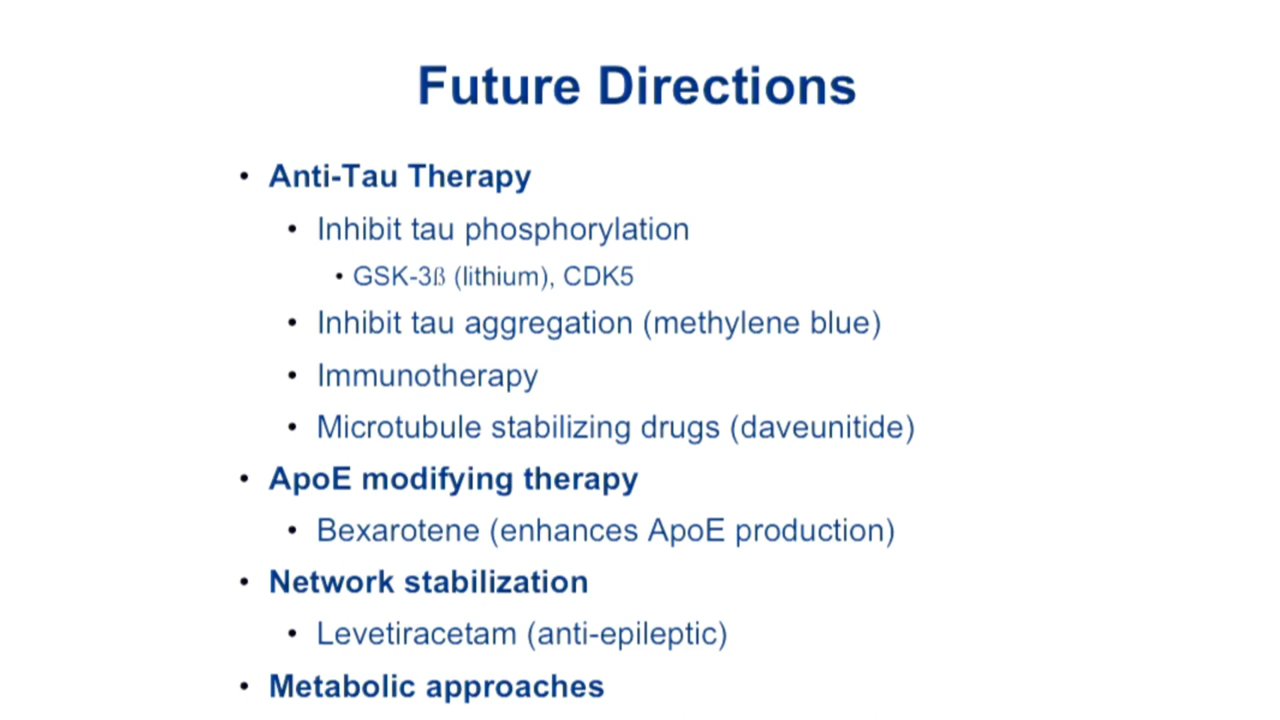 Future Directions
• Anti-Tau Therapy
• Inhibit tau phosphorylation
• GSK-3ß (lithium), CDK5
• Inhibit tau aggregation (methylene blue)
• Immunotherapy
• Microtubule stabilizing drugs (daveunitide)
• ApoE modifying therapy
• Bexarotene (enhances ApoE production)
• Network stabilization
• Levetiracetam (anti-epileptic)
• Metabolic approaches